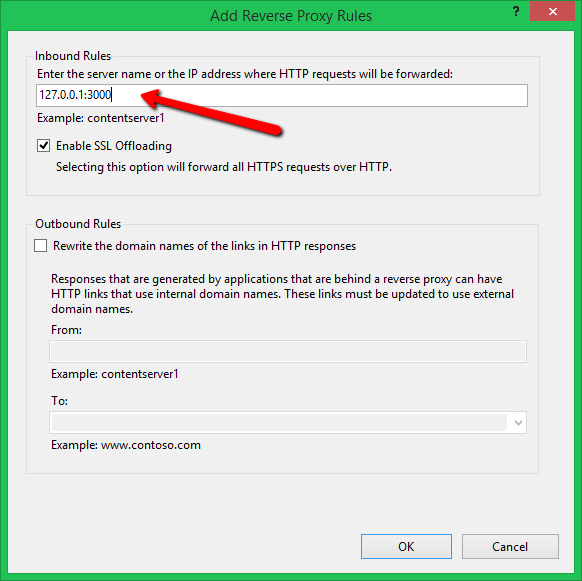 Add Reverse Proxy Rules
?
Inbound Rules
Enter the server name or the IP address where HTTP requests will be forwarded:
127.0.0.1:3000
Example: contentserver1
Enable SSL Offloading
Selecting this option will forward all HTTPS requests over HTTP.
Outbound Rules
Rewrite the domain names of the links in HTTP responses
Responses that are generated by applications that are behind a reverse proxy can have
HTTP links that use internal domain names. These links must be updated to use external
domain names.
From:
Example: contentserver1
To:
Example: www.contoso.com
OK
Cancel